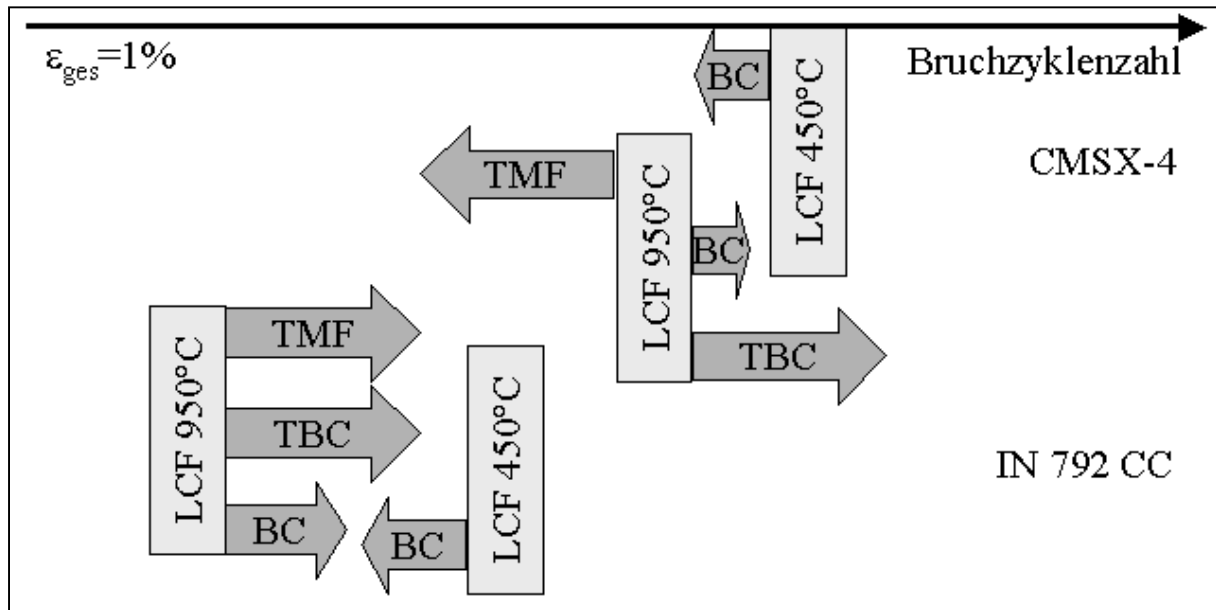 ε_ges=1%
Bruchzyklenzahl
BC
LCF 450°C
CMSX-4
TMF
LCF 950°C
BC
TBC
LCF 950°C
TMF
TBC
BC
BC
LCF 450°C
IN 792 CC